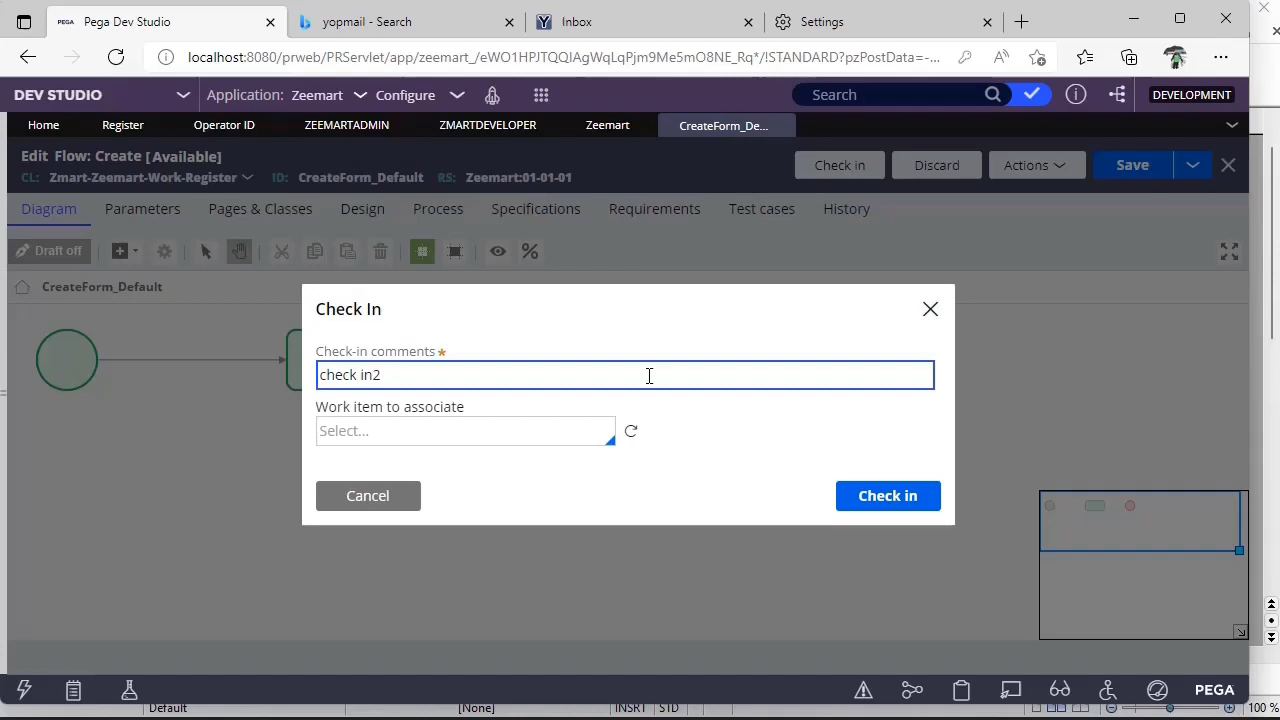 PEGA Pega Dev Studio
yopmail - Search
Inbox
Settings
localhost:8080/prweb/PRServlet/app/zeemart_/eWO1HPJTQQIAgWqLqPjm9Me5mO8NE_Rq*/!STANDARD?pzPostData=-...
DEV STUDIO
Application: Zeemart
Configure
Search
DEVELOPMENT
Home
Register
Operator ID
ZEEMARTADMIN
ZMARTDEVELOPER
Zeemart
CreateForm_De...
Edit Flow: Create [Available]
CL: Zmart-Zeemart-Work-Register
ID: CreateForm_Default
RS: Zeemart:01-01-01
Check in
Discard
Actions
Save
Diagram
Parameters
Pages & Classes
Design
Process
Specifications
Requirements
Test cases
History
Draft off
CreateForm_Default
Check In
Check-in comments *
check in2
Work item to associate
Select...
Cancel
Check in
PEGA
Default
[None]
INSRT
STD
100 %